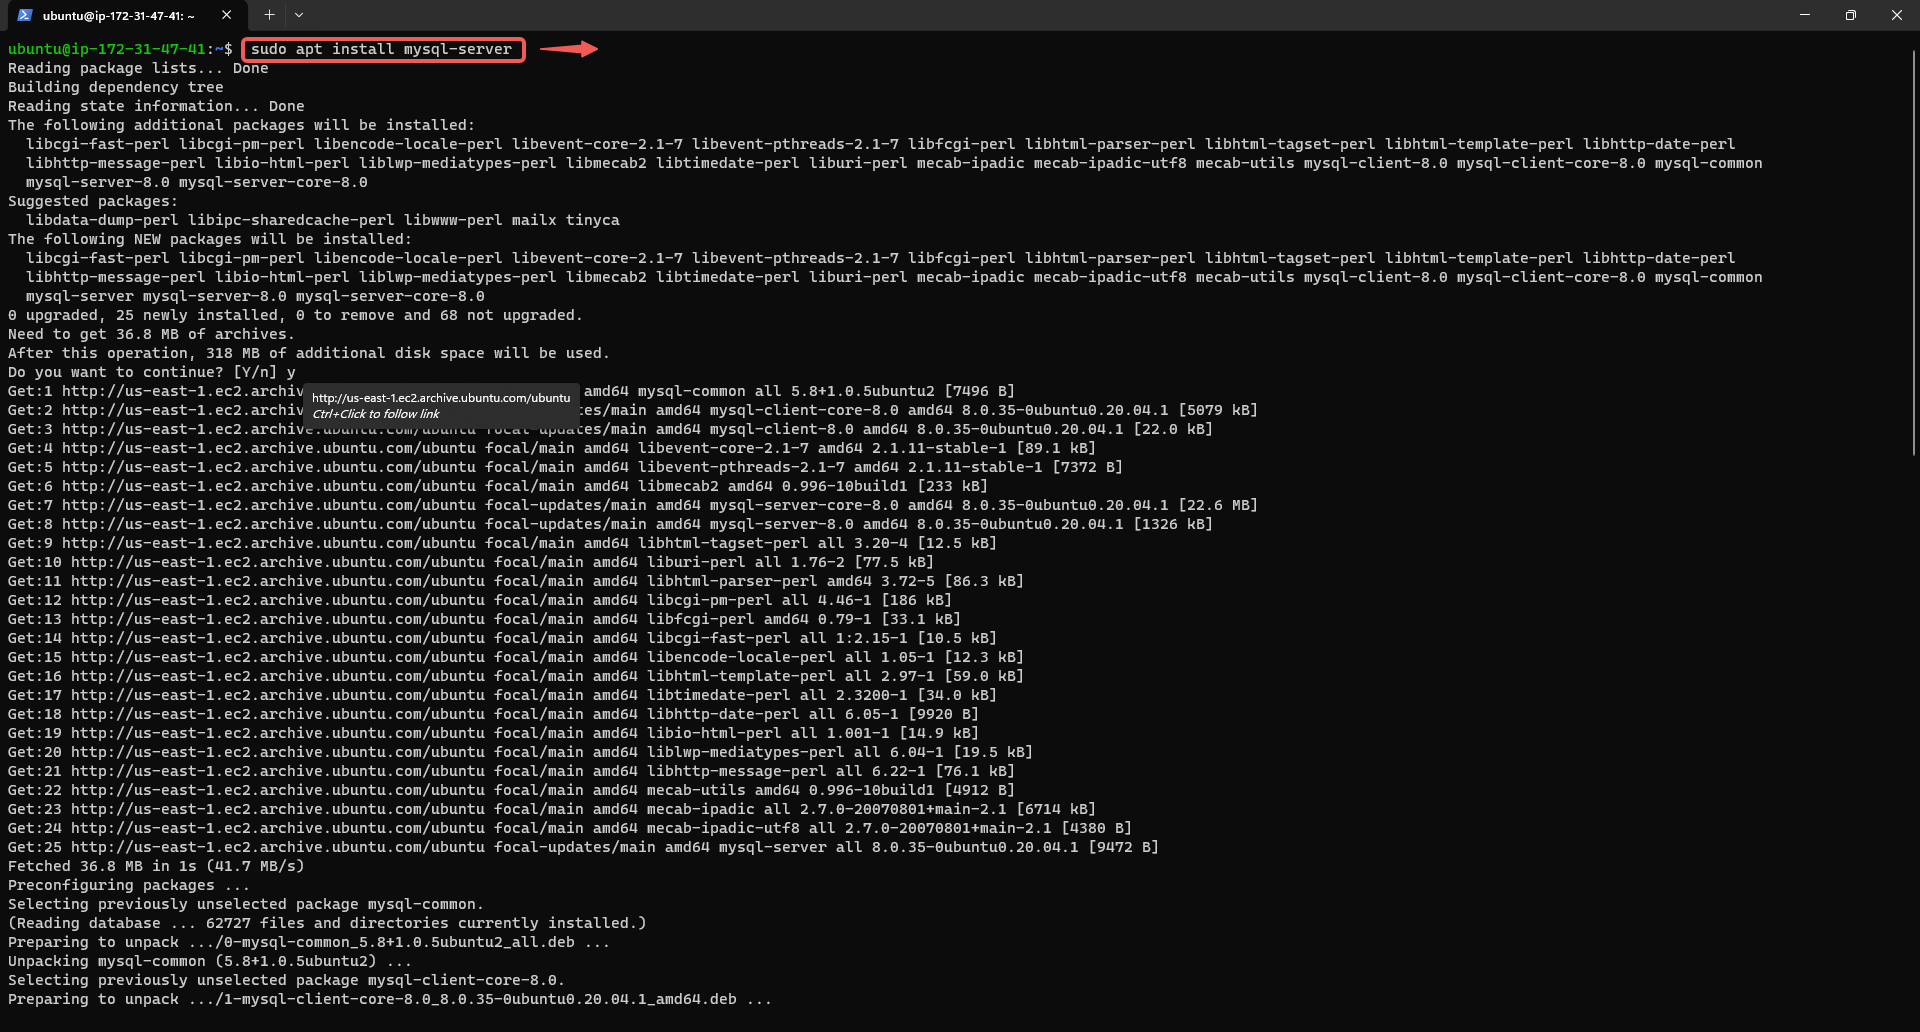 ubuntu@ip-172-31-47-41: ~
ubuntu@ip-172-31-47-41:~$ sudo apt install mysql-server
Reading package lists... Done
Building dependency tree
Reading state information... Done
The following additional packages will be installed:
  libcgi-fast-perl libcgi-pm-perl libencode-locale-perl libevent-core-2.1-7 libevent-pthreads-2.1-7 libfcgi-perl libhtml-parser-perl libhtml-tagset-perl libhtml-template-perl libhttp-date-perl
  libhttp-message-perl libio-html-perl liblwp-mediatypes-perl libmecab2 libtimedate-perl liburi-perl mecab-ipadic mecab-ipadic-utf8 mecab-utils mysql-client-8.0 mysql-client-core-8.0 mysql-common
  mysql-server-8.0 mysql-server-core-8.0
Suggested packages:
  libdata-dump-perl libipc-sharedcache-perl libwww-perl mailx tinyca
The following NEW packages will be installed:
  libcgi-fast-perl libcgi-pm-perl libencode-locale-perl libevent-core-2.1-7 libevent-pthreads-2.1-7 libfcgi-perl libhtml-parser-perl libhtml-tagset-perl libhtml-template-perl libhttp-date-perl
  libhttp-message-perl libio-html-perl liblwp-mediatypes-perl libmecab2 libtimedate-perl liburi-perl mecab-ipadic mecab-ipadic-utf8 mecab-utils mysql-client-8.0 mysql-client-core-8.0 mysql-common
  mysql-server mysql-server-8.0 mysql-server-core-8.0
0 upgraded, 25 newly installed, 0 to remove and 68 not upgraded.
Need to get 36.8 MB of archives.
After this operation, 318 MB of additional disk space will be used.
Do you want to continue? [Y/n] y
Get:1 http://us-east-1.ec2.archiv amd64 mysql-common all 5.8+1.0.5ubuntu2 [7496 B]
http://us-east-1.ec2.archive.ubuntu.com/ubuntu
Ctrl+Click to follow link
Get:2 http://us-east-1.ec2.archiv tes/main amd64 mysql-client-core-8.0 amd64 8.0.35-0ubuntu0.20.04.1 [5079 kB]
Get:3 http://us-east-1.ec2.archive.ubuntu.com/ubuntu focal-updates/main amd64 mysql-client-8.0 amd64 8.0.35-0ubuntu0.20.04.1 [22.0 kB]
Get:4 http://us-east-1.ec2.archive.ubuntu.com/ubuntu focal/main amd64 libevent-core-2.1-7 amd64 2.1.11-stable-1 [89.1 kB]
Get:5 http://us-east-1.ec2.archive.ubuntu.com/ubuntu focal/main amd64 libevent-pthreads-2.1-7 amd64 2.1.11-stable-1 [7372 B]
Get:6 http://us-east-1.ec2.archive.ubuntu.com/ubuntu focal/main amd64 libmecab2 amd64 0.996-10build1 [233 kB]
Get:7 http://us-east-1.ec2.archive.ubuntu.com/ubuntu focal-updates/main amd64 mysql-server-core-8.0 amd64 8.0.35-0ubuntu0.20.04.1 [22.6 MB]
Get:8 http://us-east-1.ec2.archive.ubuntu.com/ubuntu focal-updates/main amd64 mysql-server-8.0 amd64 8.0.35-0ubuntu0.20.04.1 [1326 kB]
Get:9 http://us-east-1.ec2.archive.ubuntu.com/ubuntu focal/main amd64 libhtml-tagset-perl all 3.20-4 [12.5 kB]
Get:10 http://us-east-1.ec2.archive.ubuntu.com/ubuntu focal/main amd64 liburi-perl all 1.76-2 [77.5 kB]
Get:11 http://us-east-1.ec2.archive.ubuntu.com/ubuntu focal/main amd64 libhtml-parser-perl amd64 3.72-5 [86.3 kB]
Get:12 http://us-east-1.ec2.archive.ubuntu.com/ubuntu focal/main amd64 libcgi-pm-perl all 4.46-1 [186 kB]
Get:13 http://us-east-1.ec2.archive.ubuntu.com/ubuntu focal/main amd64 libfcgi-perl amd64 0.79-1 [33.1 kB]
Get:14 http://us-east-1.ec2.archive.ubuntu.com/ubuntu focal/main amd64 libcgi-fast-perl all 1:2.15-1 [10.5 kB]
Get:15 http://us-east-1.ec2.archive.ubuntu.com/ubuntu focal/main amd64 libencode-locale-perl all 1.05-1 [12.3 kB]
Get:16 http://us-east-1.ec2.archive.ubuntu.com/ubuntu focal/main amd64 libhtml-template-perl all 2.97-1 [59.0 kB]
Get:17 http://us-east-1.ec2.archive.ubuntu.com/ubuntu focal/main amd64 libtimedate-perl all 2.3200-1 [34.0 kB]
Get:18 http://us-east-1.ec2.archive.ubuntu.com/ubuntu focal/main amd64 libhttp-date-perl all 6.05-1 [9920 B]
Get:19 http://us-east-1.ec2.archive.ubuntu.com/ubuntu focal/main amd64 libio-html-perl all 1.001-1 [14.9 kB]
Get:20 http://us-east-1.ec2.archive.ubuntu.com/ubuntu focal/main amd64 liblwp-mediatypes-perl all 6.04-1 [19.5 kB]
Get:21 http://us-east-1.ec2.archive.ubuntu.com/ubuntu focal/main amd64 libhttp-message-perl all 6.22-1 [76.1 kB]
Get:22 http://us-east-1.ec2.archive.ubuntu.com/ubuntu focal/main amd64 mecab-utils amd64 0.996-10build1 [4912 B]
Get:23 http://us-east-1.ec2.archive.ubuntu.com/ubuntu focal/main amd64 mecab-ipadic all 2.7.0-20070801+main-2.1 [6714 kB]
Get:24 http://us-east-1.ec2.archive.ubuntu.com/ubuntu focal/main amd64 mecab-ipadic-utf8 all 2.7.0-20070801+main-2.1 [4380 B]
Get:25 http://us-east-1.ec2.archive.ubuntu.com/ubuntu focal-updates/main amd64 mysql-server all 8.0.35-0ubuntu0.20.04.1 [9472 B]
Fetched 36.8 MB in 1s (41.7 MB/s)
Preconfiguring packages ...
Selecting previously unselected package mysql-common.
(Reading database ... 62727 files and directories currently installed.)
Preparing to unpack .../0-mysql-common_5.8+1.0.5ubuntu2_all.deb ...
Unpacking mysql-common (5.8+1.0.5ubuntu2) ...
Selecting previously unselected package mysql-client-core-8.0.
Preparing to unpack .../1-mysql-client-core-8.0_8.0.35-0ubuntu0.20.04.1_amd64.deb ...